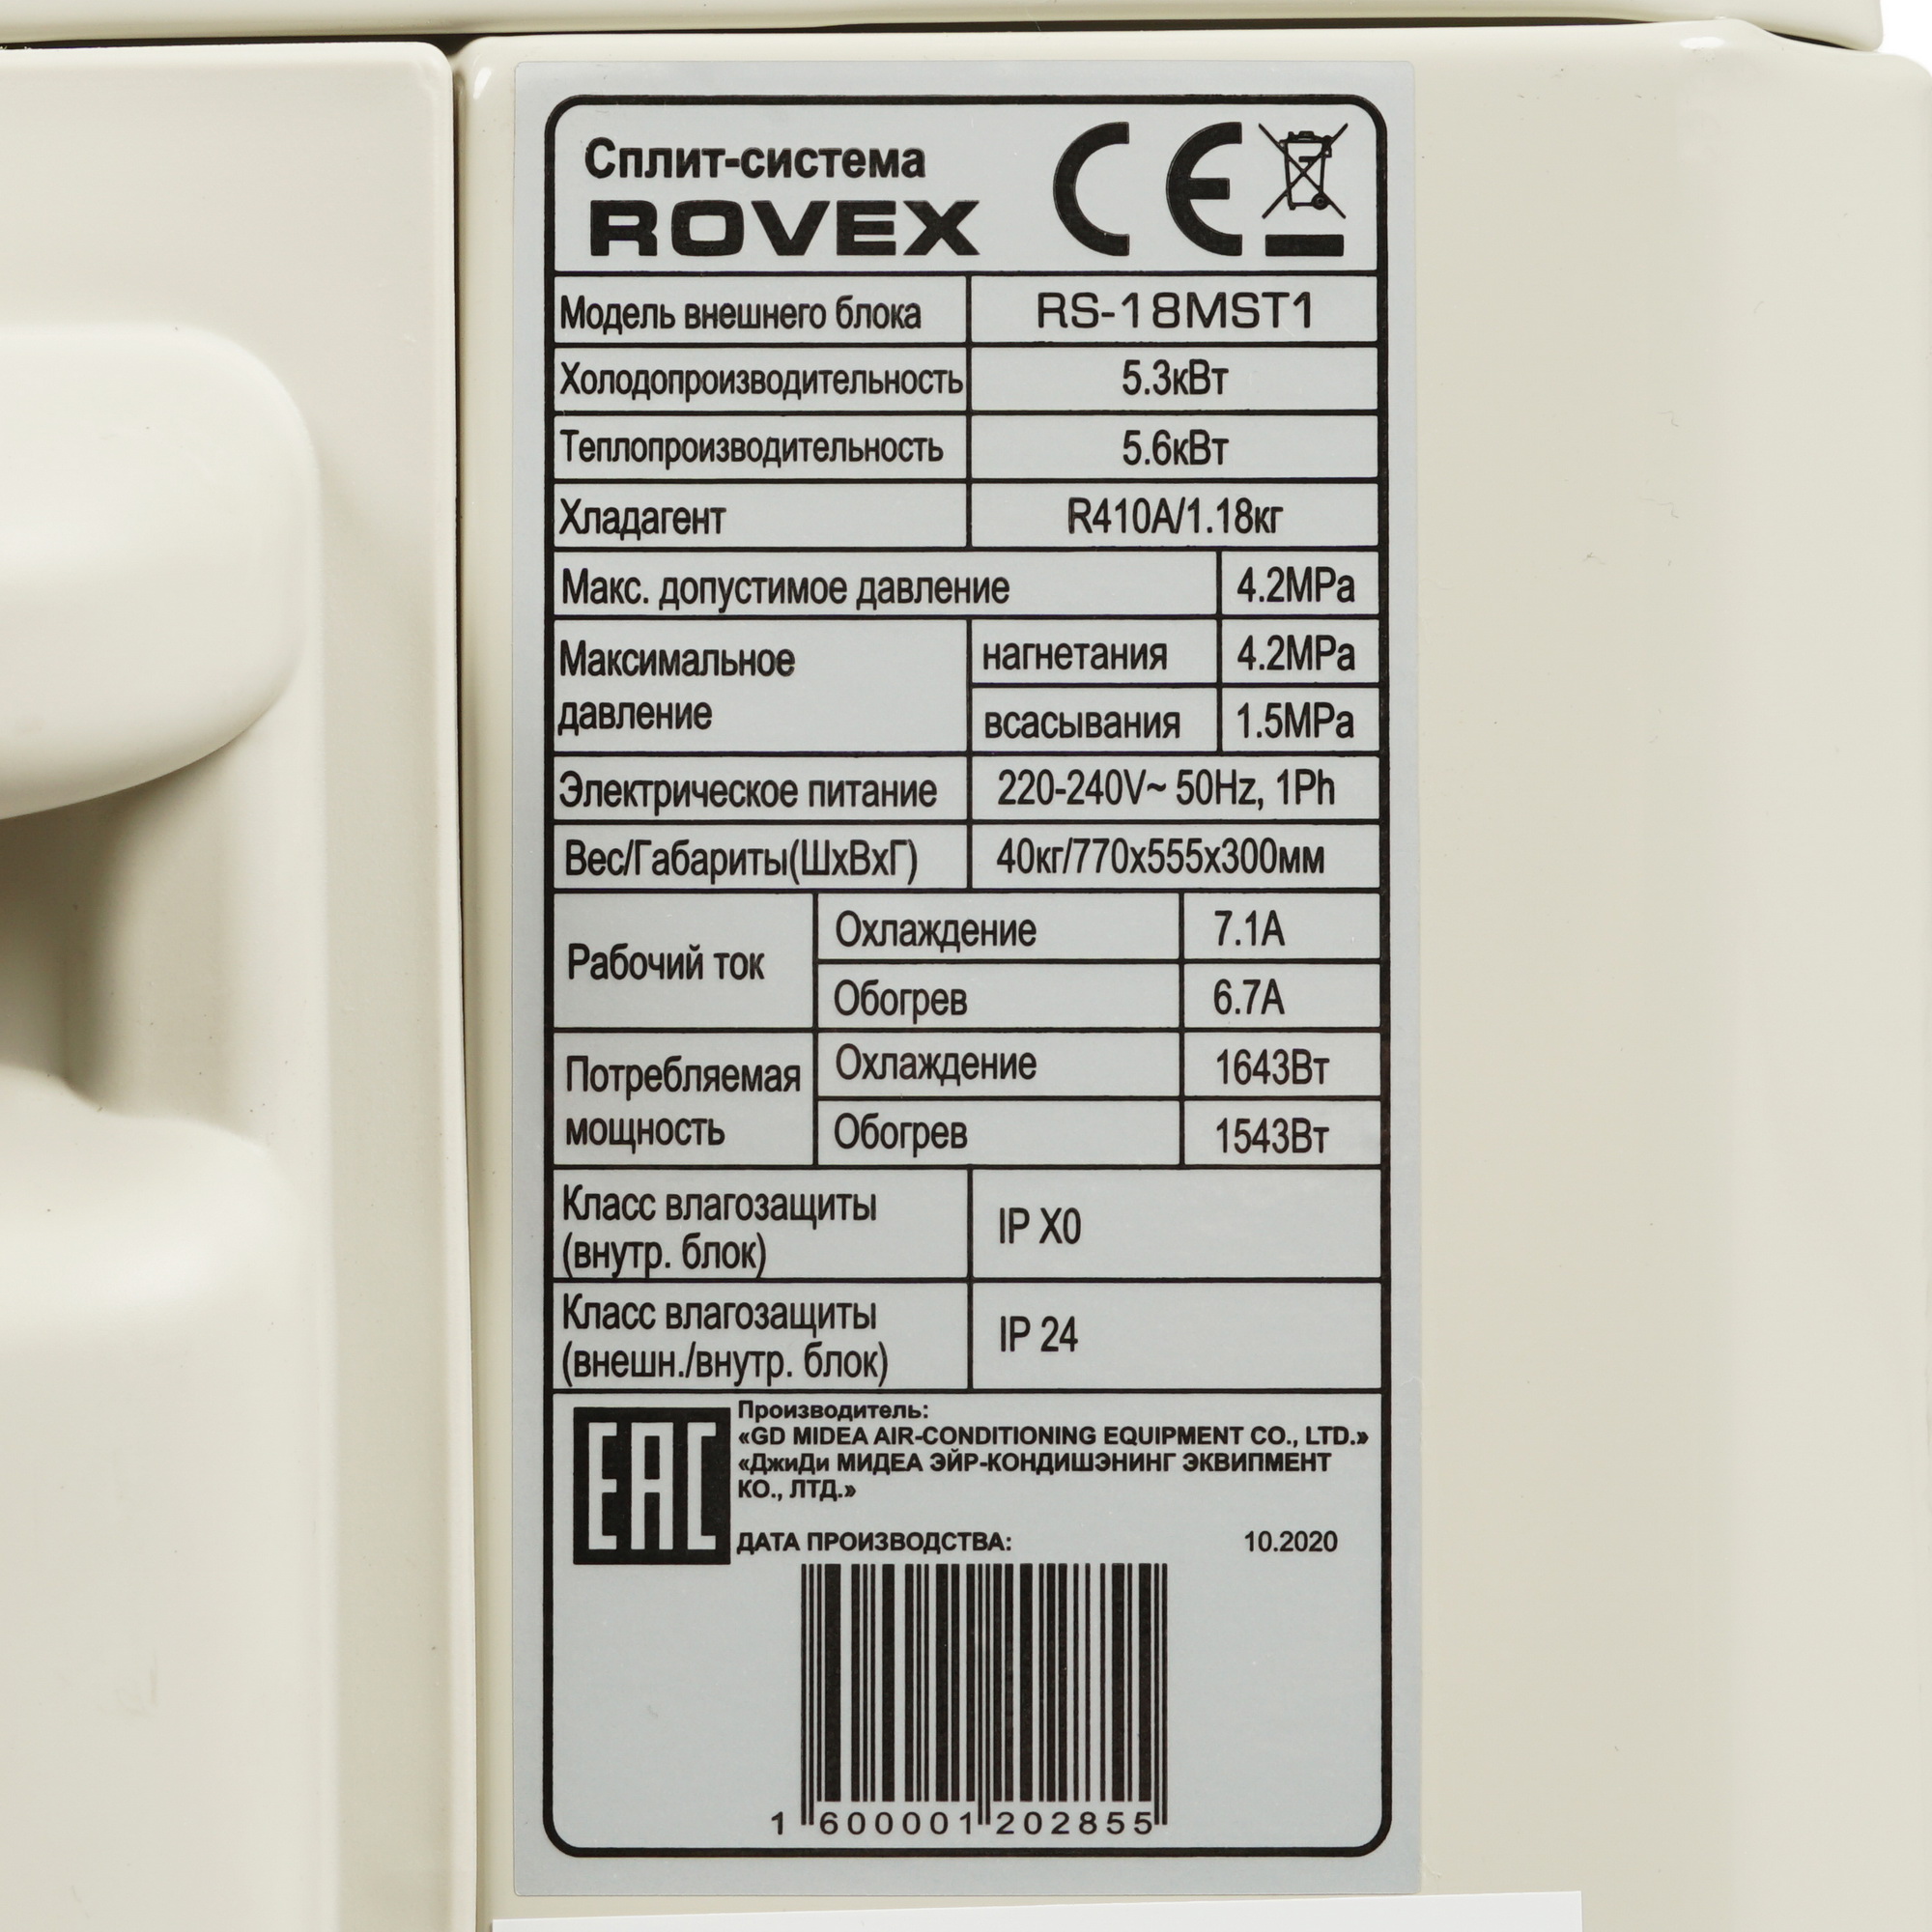 Сплит-система
ROVEX
CE
Модель внешнего блока RS-18MST1
Холодопроизводительность 5.3кВт
Теплопроизводительность 5.6кВт
Хладагент R410A/1.18кг
Макс. допустимое давление 4.2MPa
Максимальное давление нагнетания 4.2MPa
всасывания 1.5MPa
Электрическое питание 220-240V~ 50Hz, 1Ph
Вес/Габариты(ШхВхГ) 40кг/770x555x300мм
Рабочий ток Охлаждение 7.1A
Обогрев 6.7A
Потребляемая мощность Охлаждение 1643Вт
Обогрев 1543Вт
Класс влагозащиты
(внутр. блок) IP X0
Класс влагозащиты
(внешн./внутр. блок) IP 24
EAC
Производитель:
«GD MIDEA AIR-CONDITIONING EQUIPMENT CO., LTD.»
«ДжиДи МИДЕА ЭЙР-КОНДИШЭНИНГ ЭКВИПМЕНТ
КО., ЛТД.»
ДАТА ПРОИЗВОДСТВА: 10.2020
1 600001 202855